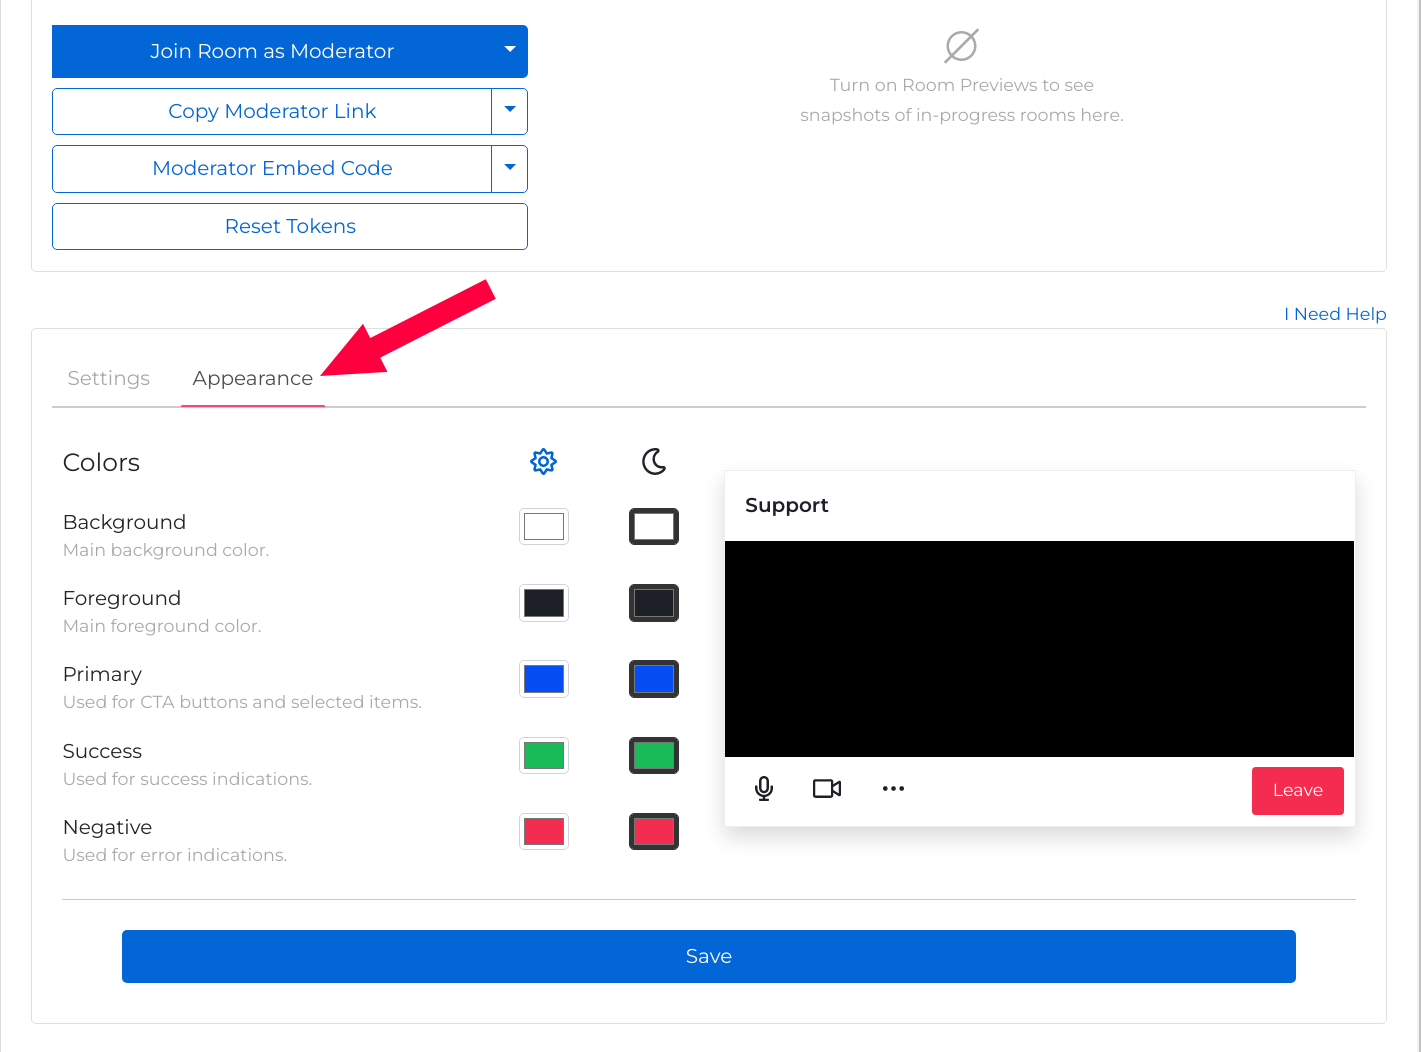 Join Room as Moderator
Copy Moderator Link
Moderator Embed Code
Reset Tokens
Turn on Room Previews to see
snapshots of in-progress rooms here.
I Need Help
Settings
Appearance
Colors
Background
Main background color.
Foreground
Main foreground color.
Primary
Used for CTA buttons and selected items.
Success
Used for success indications.
Negative
Used for error indications.
Support
Leave
Save